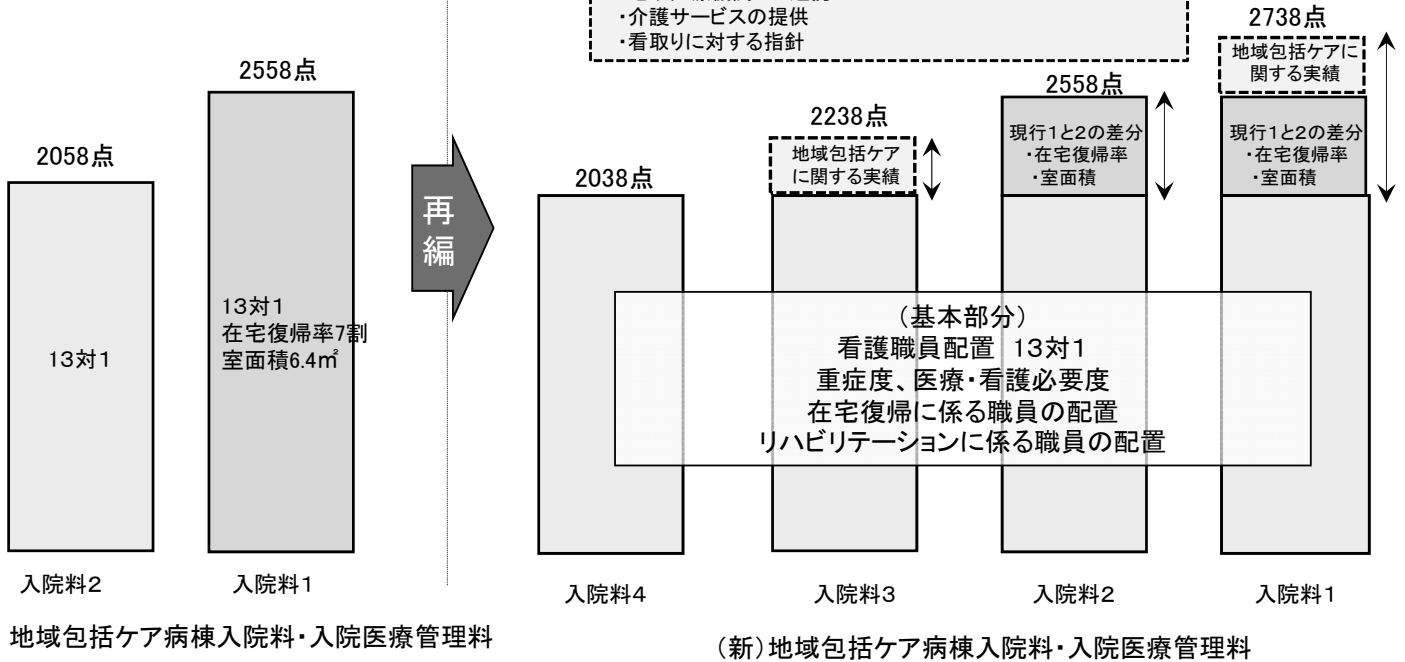 ・介護サービスの提供
・看取りに対する指針
2058点
13対1
入院料2
2558点
13対1
在宅復帰率7割
室面積6.4㎡
入院料1
地域包括ケア病棟入院料・入院医療管理料
再
編
2038点
入院料4
2238点
地域包括ケア
に関する実績
入院料3
2558点
現行1と2の差分
・在宅復帰率
・室面積
入院料2
2738点
地域包括ケアに
関する実績
現行1と2の差分
・在宅復帰率
・室面積
入院料1
（基本部分）
看護職員配置 13対1
重症度、医療・看護必要度
在宅復帰に係る職員の配置
リハビリテーションに係る職員の配置
（新）地域包括ケア病棟入院料・入院医療管理料